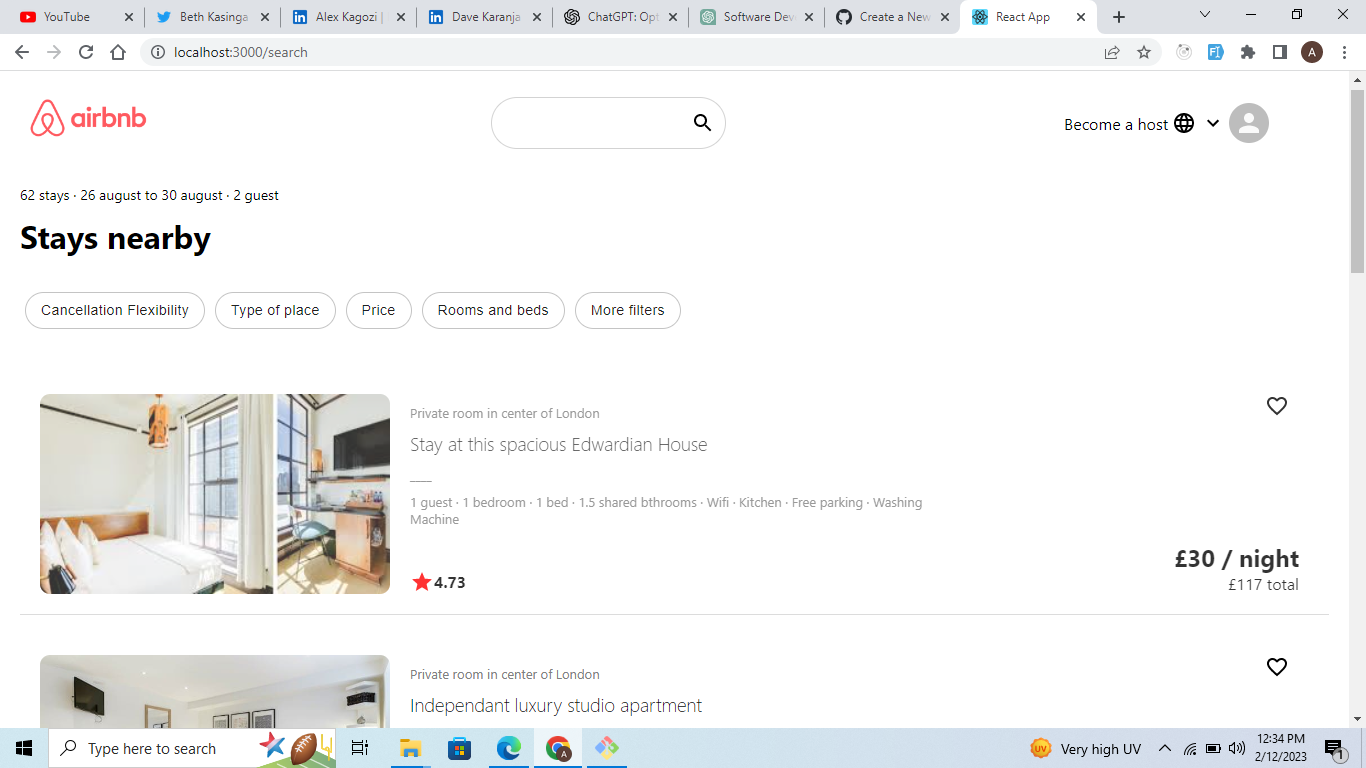 YouTube
Beth Kasinga
Alex Kagozi |
Dave Karanja
ChatGPT: Opt
Software Dev
Create a New
React App
localhost:3000/search
A
airbnb
Become a host
62 stays · 26 august to 30 august · 2 guest
Stays nearby
Cancellation Flexibility
Type of place
Price
Rooms and beds
More filters
Private room in center of London
Stay at this spacious Edwardian House
1 guest · 1 bedroom · 1 bed · 1.5 shared bthrooms · Wifi · Kitchen · Free parking · Washing
Machine
4.73
£30 / night
£117 total
Private room in center of London
Independant luxury studio apartment
Type here to search
A
UV
Very high UV
12:34 PM
2/12/2023
1